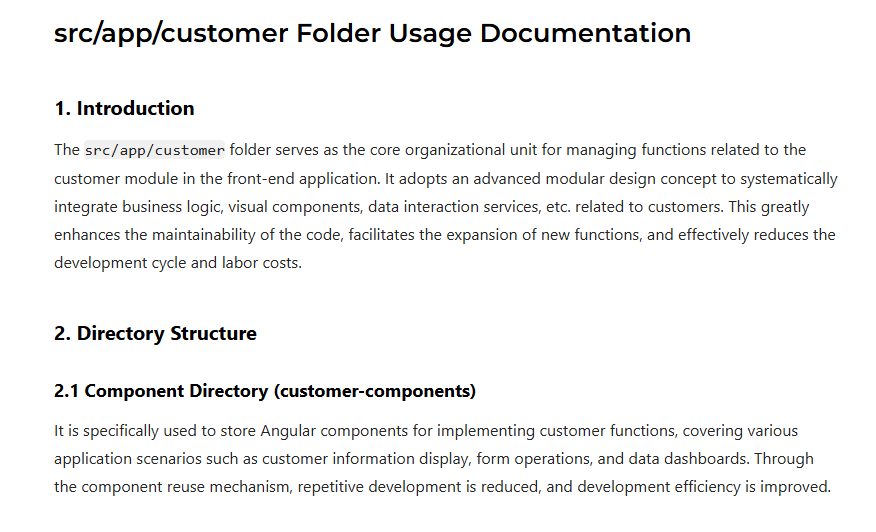 src/app/customer Folder Usage Documentation
1. Introduction
The src/app/customer folder serves as the core organizational unit for managing functions related to the
customer module in the front-end application. It adopts an advanced modular design concept to systematically
integrate business logic, visual components, data interaction services, etc. related to customers. This greatly
enhances the maintainability of the code, facilitates the expansion of new functions, and effectively reduces the
development cycle and labor costs.
2. Directory Structure
2.1 Component Directory (customer-components)
It is specifically used to store Angular components for implementing customer functions, covering various
application scenarios such as customer information display, form operations, and data dashboards. Through
the component reuse mechanism, repetitive development is reduced, and development efficiency is improved.